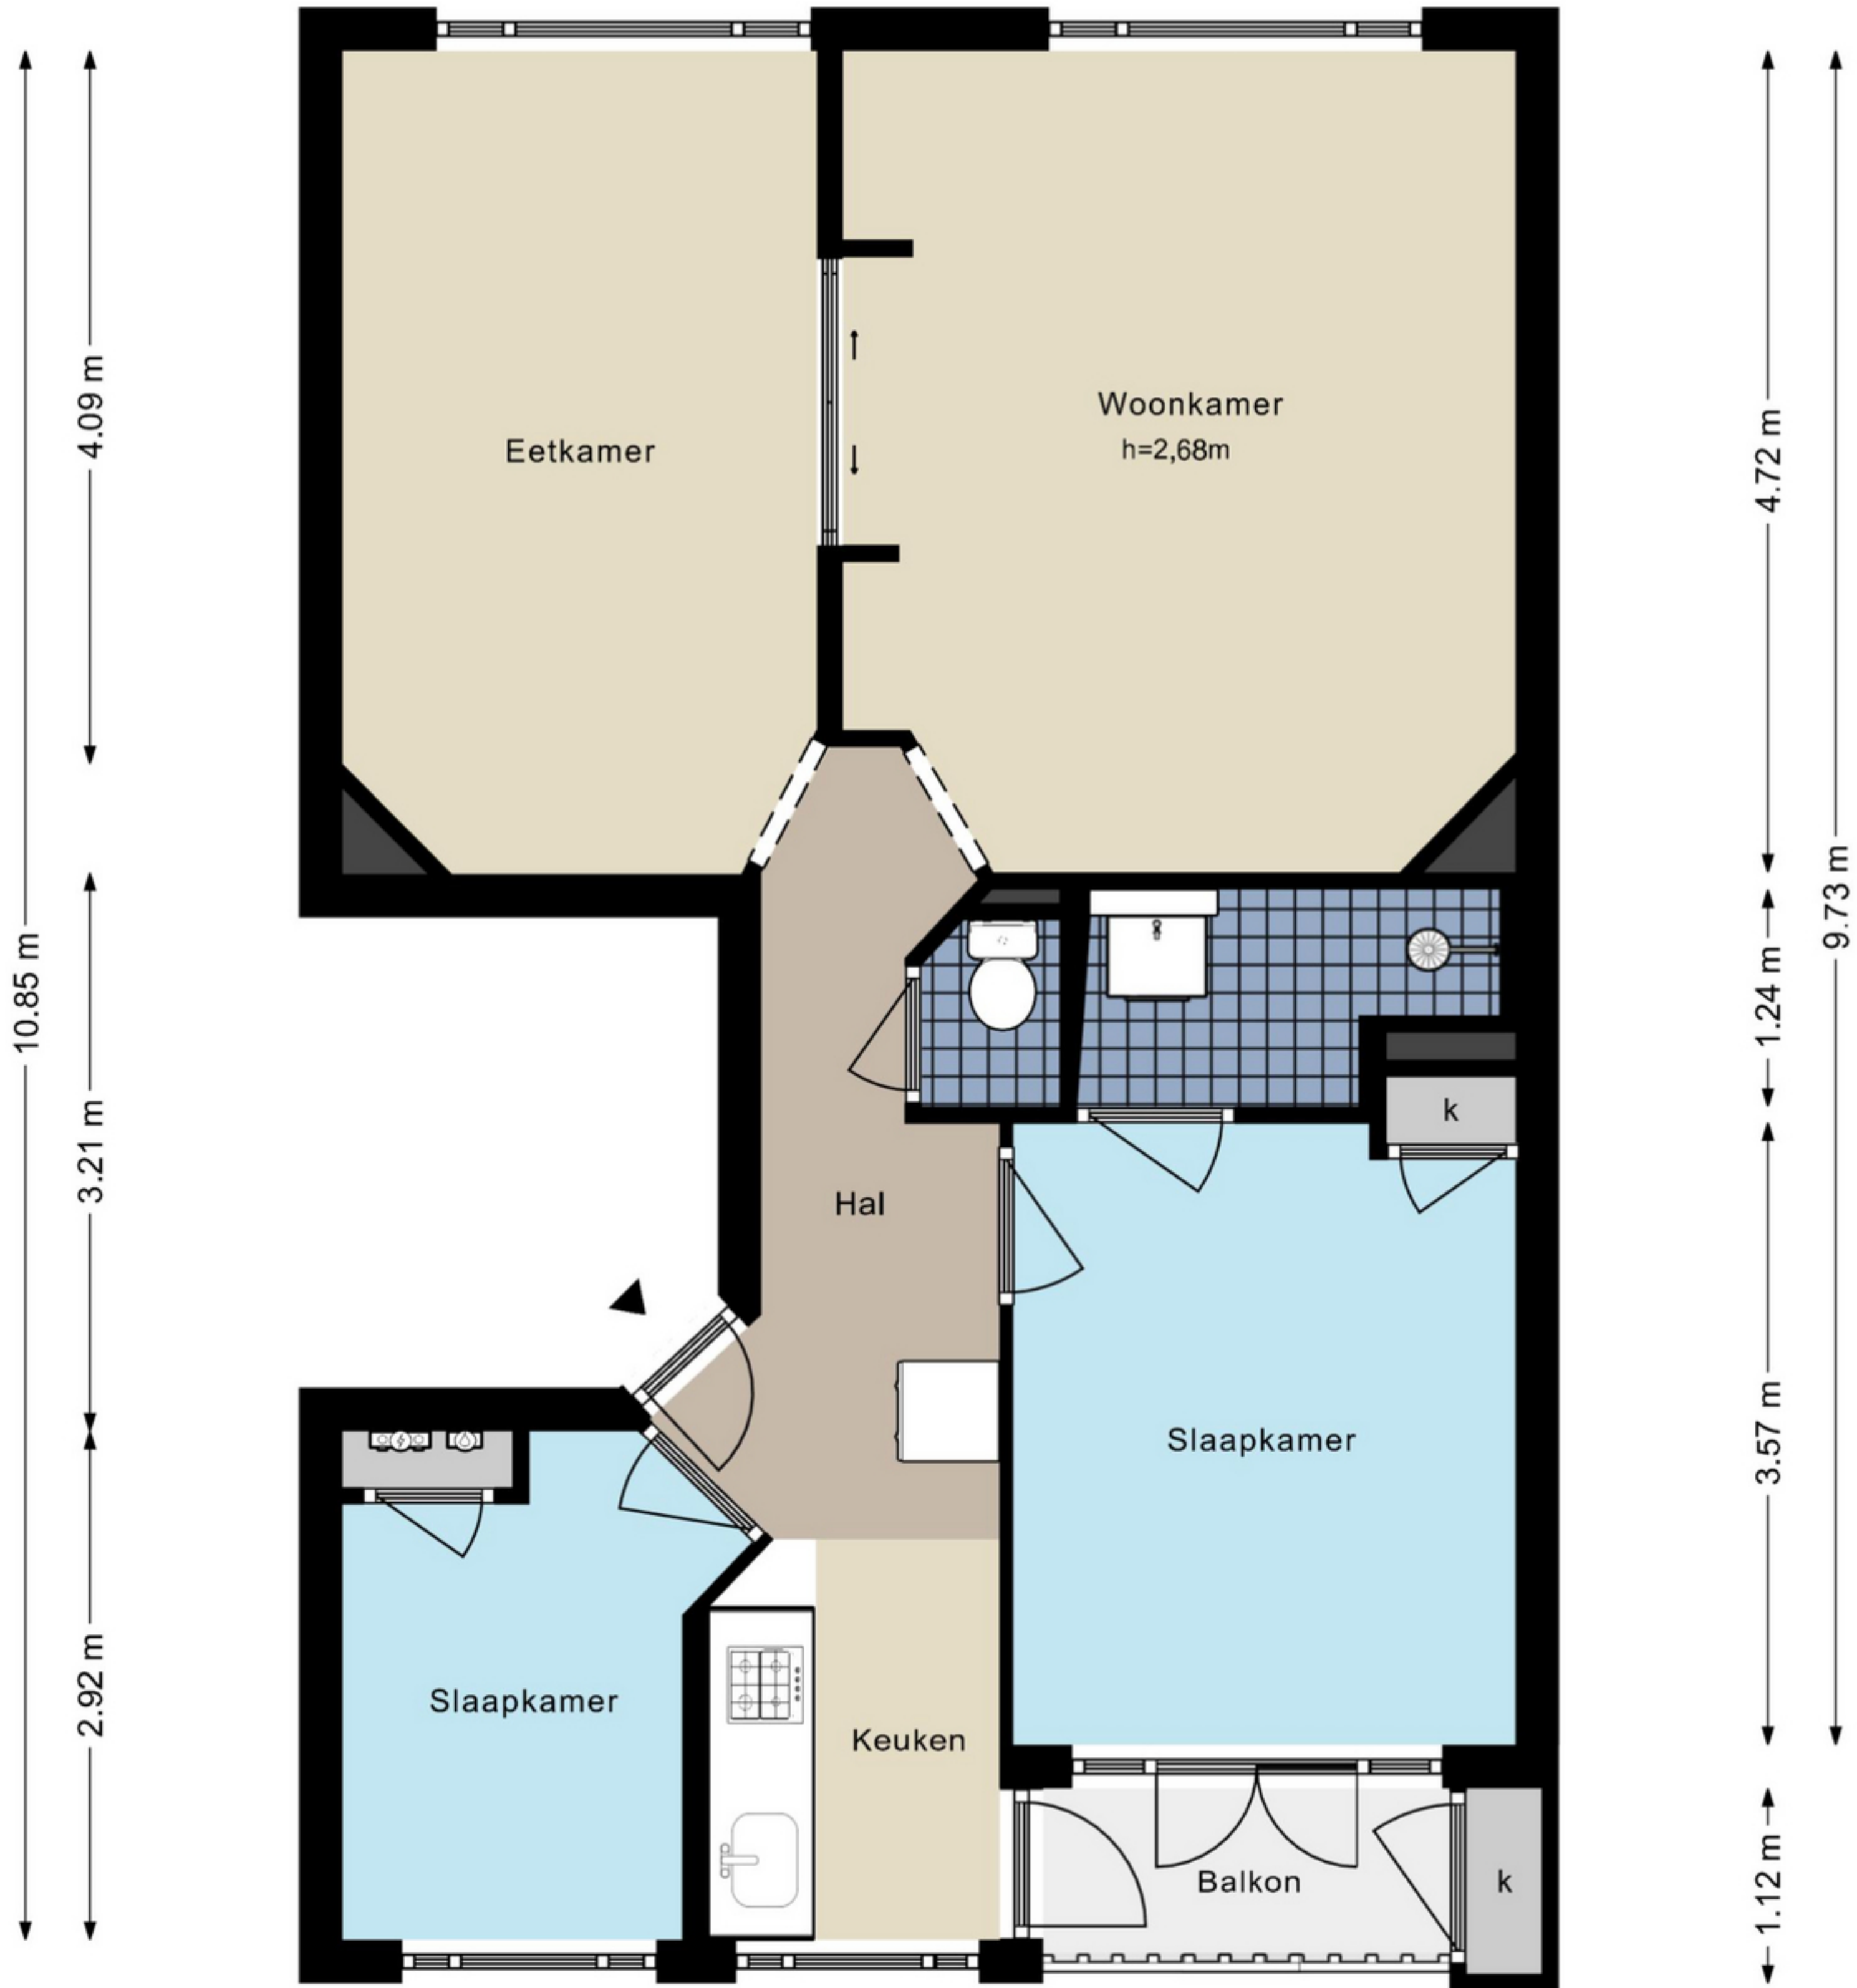 Eetkamer
Woonkamer
h=2,68m
4.09 m
4.72 m
10.85 m
9.73 m
3.21 m
1.24 m
k
Hal
Slaapkamer
3.57 m
Slaapkamer
2.92 m
Keuken
Balkon
k
1.12 m